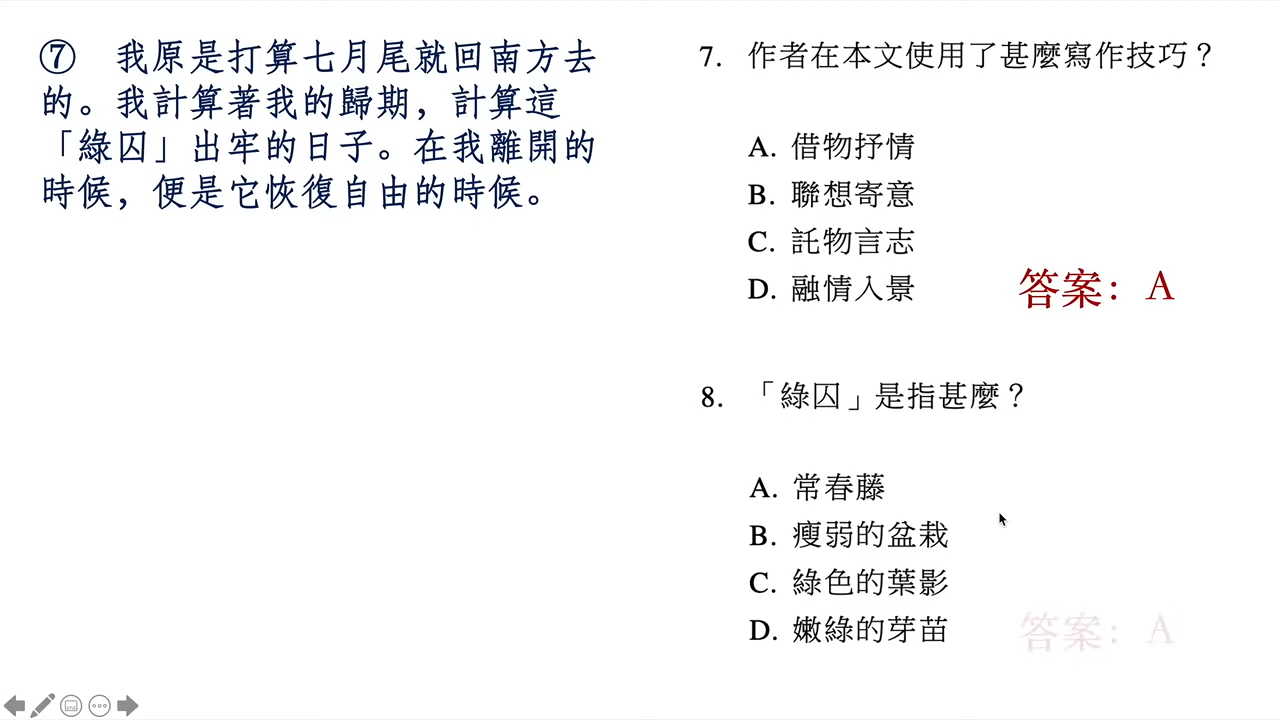 ⑦ 我原是打算七月尾就回南方去
的。我計算著我的歸期，計算這
「綠囚」出牢的日子。在我離開的
時候，便是它恢復自由的時候。
7. 作者在本文使用了甚麼寫作技巧？
A. 借物抒情
B. 聯想寄意
C. 託物言志
D. 融情入景
答案：A
8. 「綠囚」是指甚麼？
A. 常春藤
B. 瘦弱的盆栽
C. 綠色的葉影
D. 嫩綠的芽苗
答案：A